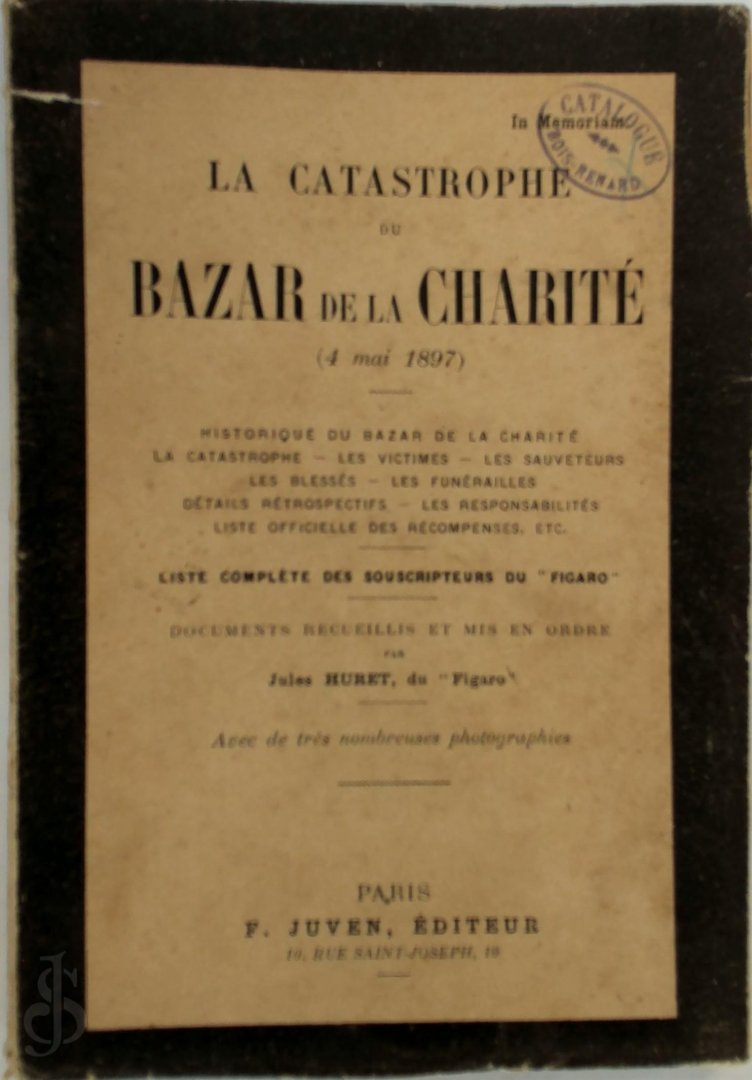 In Memoriam
CATALOGUE
BOIS-RENARD
LA CATASTROPHE
DU
BAZAR DE LA CHARITÉ
(4 mai 1897)
HISTORIQUE DU BAZAR DE LA CHARITÉ
LA CATASTROPHE — LES VICTIMES — LES SAUVETEURS
LES BLESSÉS — LES FUNÉRAILLES
DÉTAILS RÉTROSPECTIFS — LES RESPONSABILITÉS
LISTE OFFICIELLE DES RÉCOMPENSES, ETC.
LISTE COMPLÈTE DES SOUSCRIPTEURS DU "FIGARO"
DOCUMENTS RECUEILLIS ET MIS EN ORDRE
PAR
Jules HURET, du "Figaro"
Avec de très nombreuses photographies
PARIS
F. JUVEN, ÉDITEUR
10, RUE SAINT-JOSEPH, 10